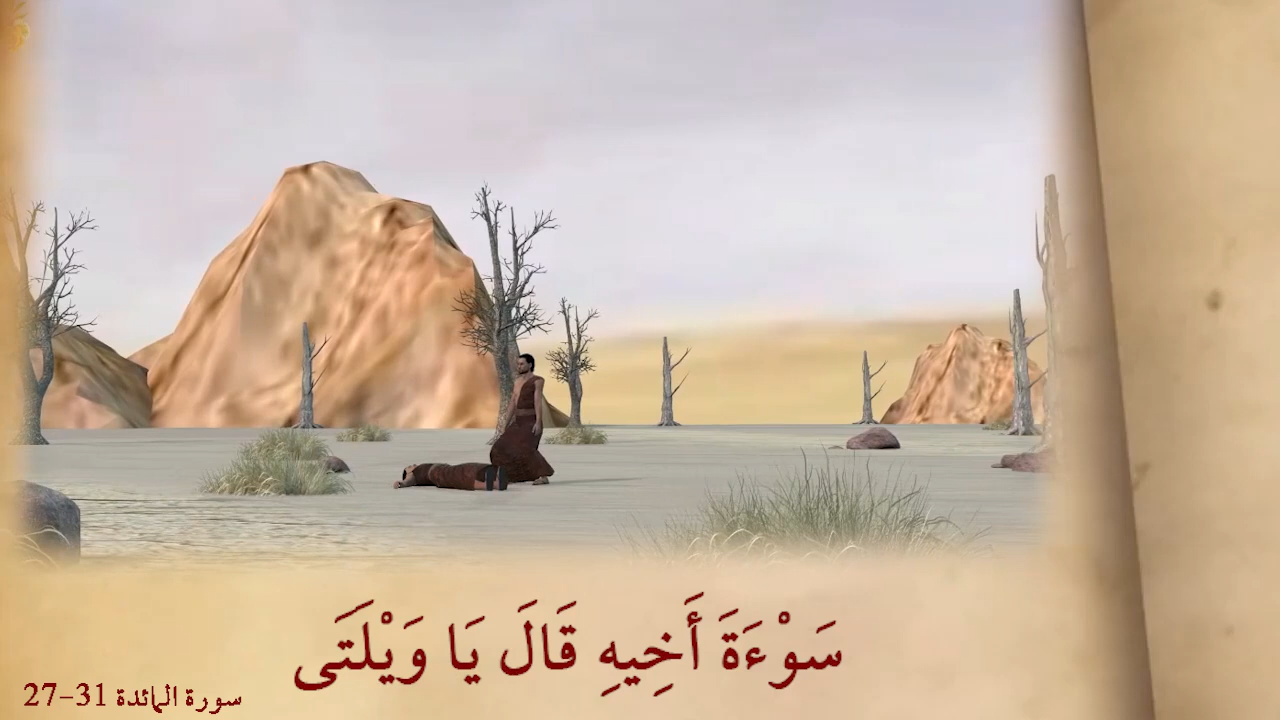 سَوْءَةَ أَخِيهِ قَالَ يَا وَيْلَتَى
سورة المائدة 31-27